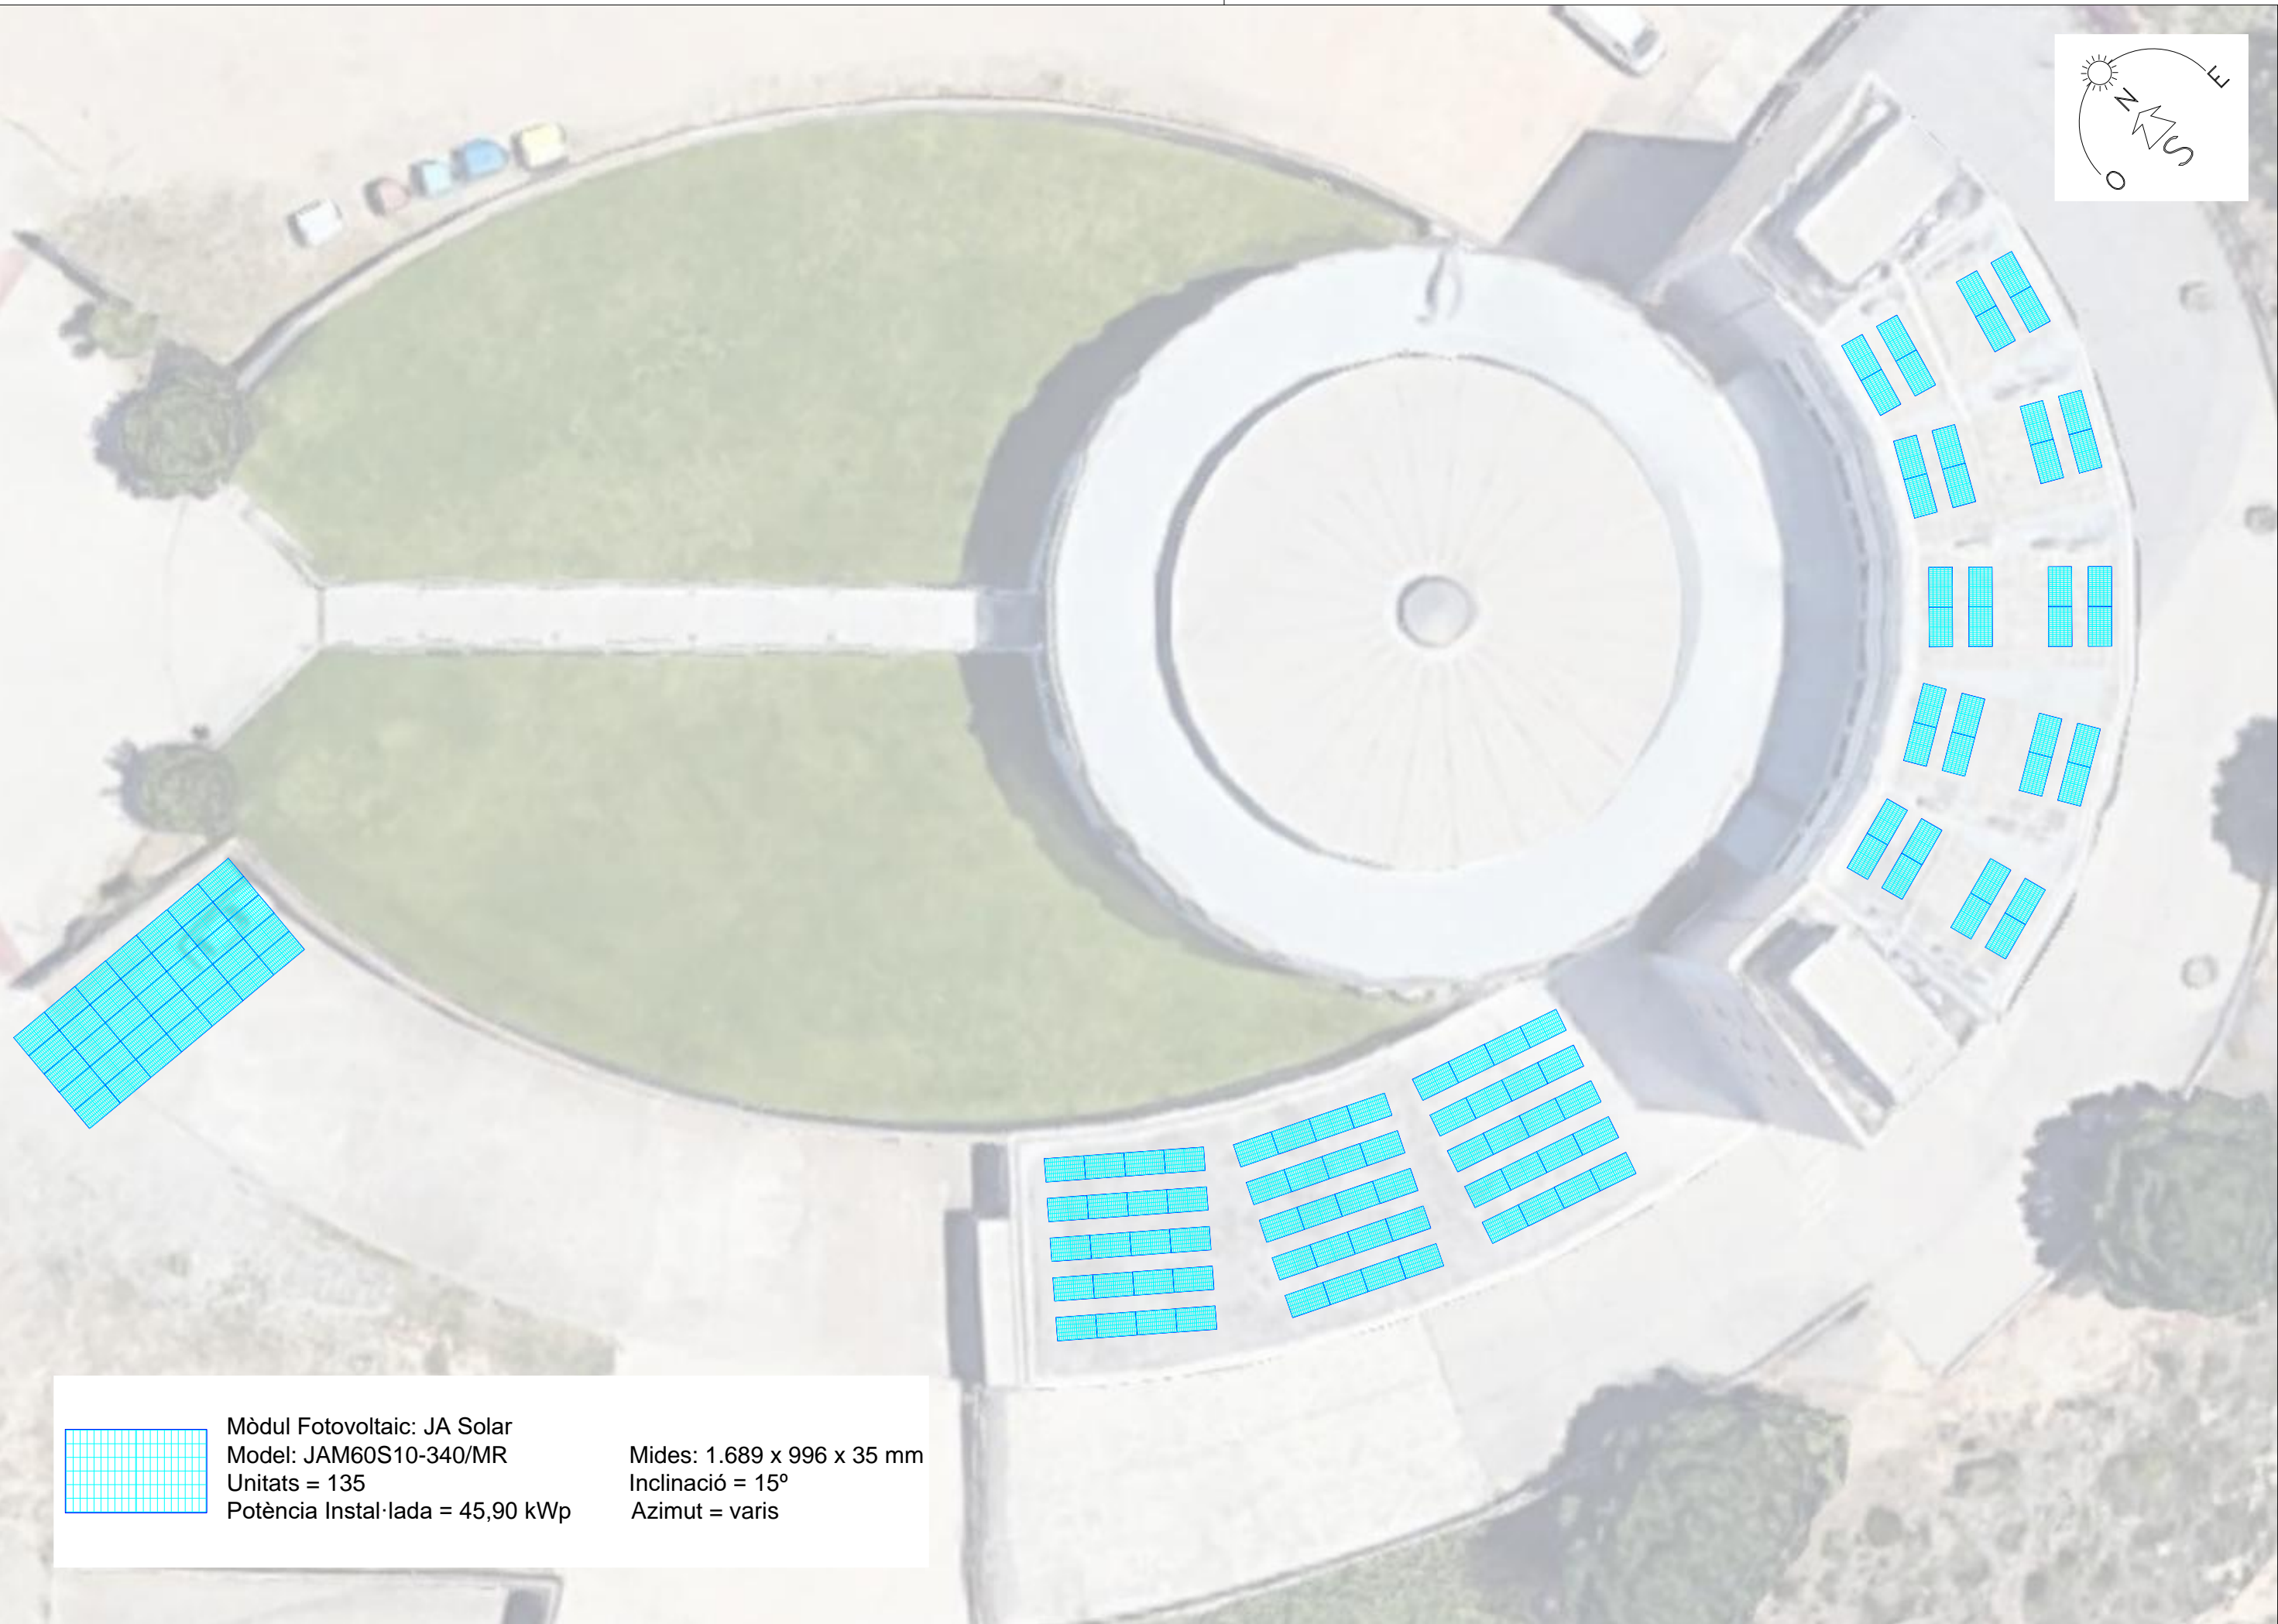 N
E
S
O
Mòdul Fotovoltaic: JA Solar
Model: JAM60S10-340/MR
Unitats = 135
Potència Instal·lada = 45,90 kWp
Mides: 1.689 x 996 x 35 mm
Inclinació = 15º
Azimut = varis